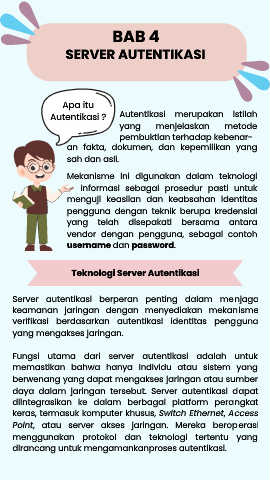 BAB 4
SERVER AUTENTIKASI
Apa itu
Autentikasi ?
Autentikasi merupakan istilah
yang menjelaskan metode
pembuktian terhadap kebenar-
an fakta, dokumen, dan kepemilikan yang
sah dan asli.
Mekanisme ini digunakan dalam teknologi
informasi sebagai prosedur pasti untuk
menguji keaslian dan keabsahan identitas
pengguna dengan teknik berupa kredensial
yang telah disepakati bersama antara
vendor dengan pengguna, sebagai contoh
username dan password.
Teknologi Server Autentikasi
Server autentikasi berperan penting dalam menjaga
keamanan jaringan dengan menyediakan mekanisme
verifikasi berdasarkan autentikasi identitas pengguna
yang mengakses jaringan.
Fungsi utama dari server autentikasi adalah untuk
memastikan bahwa hanya individu atau sistem yang
berwenang yang dapat mengakses jaringan atau sumber
daya dalam jaringan tersebut. Server autentikasi dapat
diintegrasikan ke dalam berbagai platform perangkat
keras, termasuk komputer khusus, Switch Ethernet, Access
Point, atau server akses jaringan. Mereka beroperasi
menggunakan protokol dan teknologi tertentu yang
dirancang untuk mengamankanproses autentikasi.